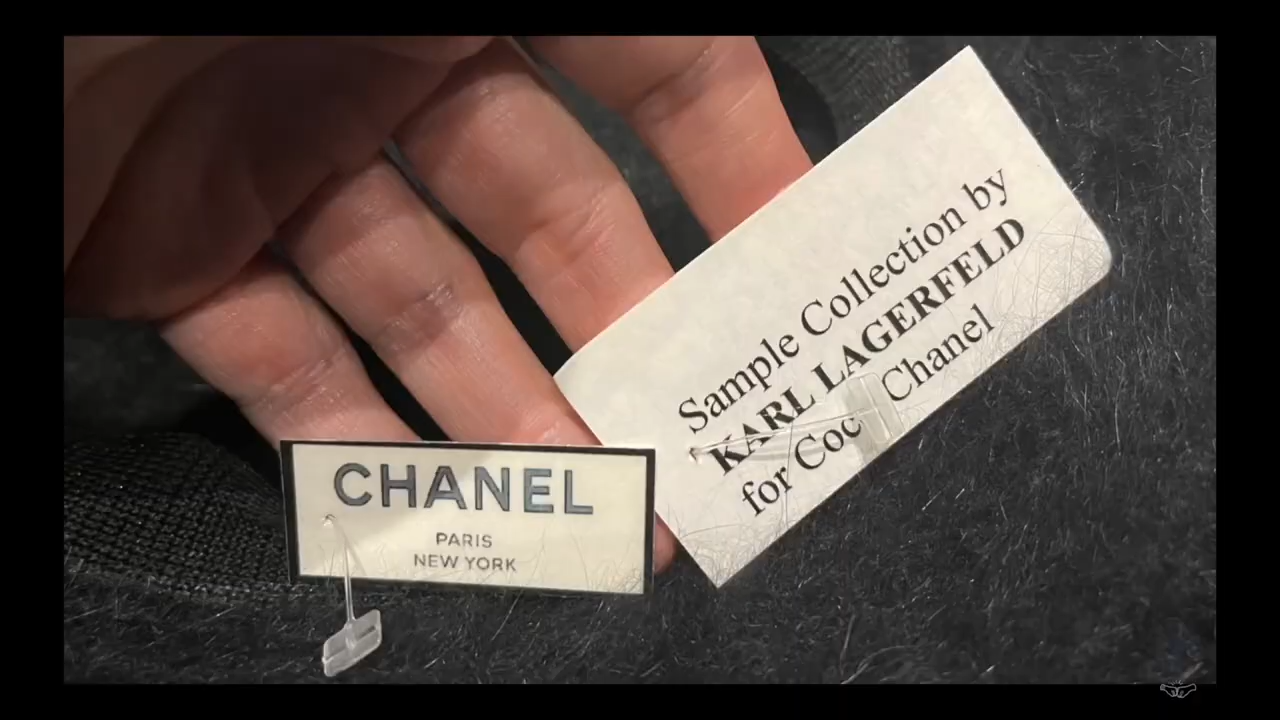 CHANEL
PARIS
NEW YORK
Sample Collection by
KARL LAGERFELD
for Coc Chanel